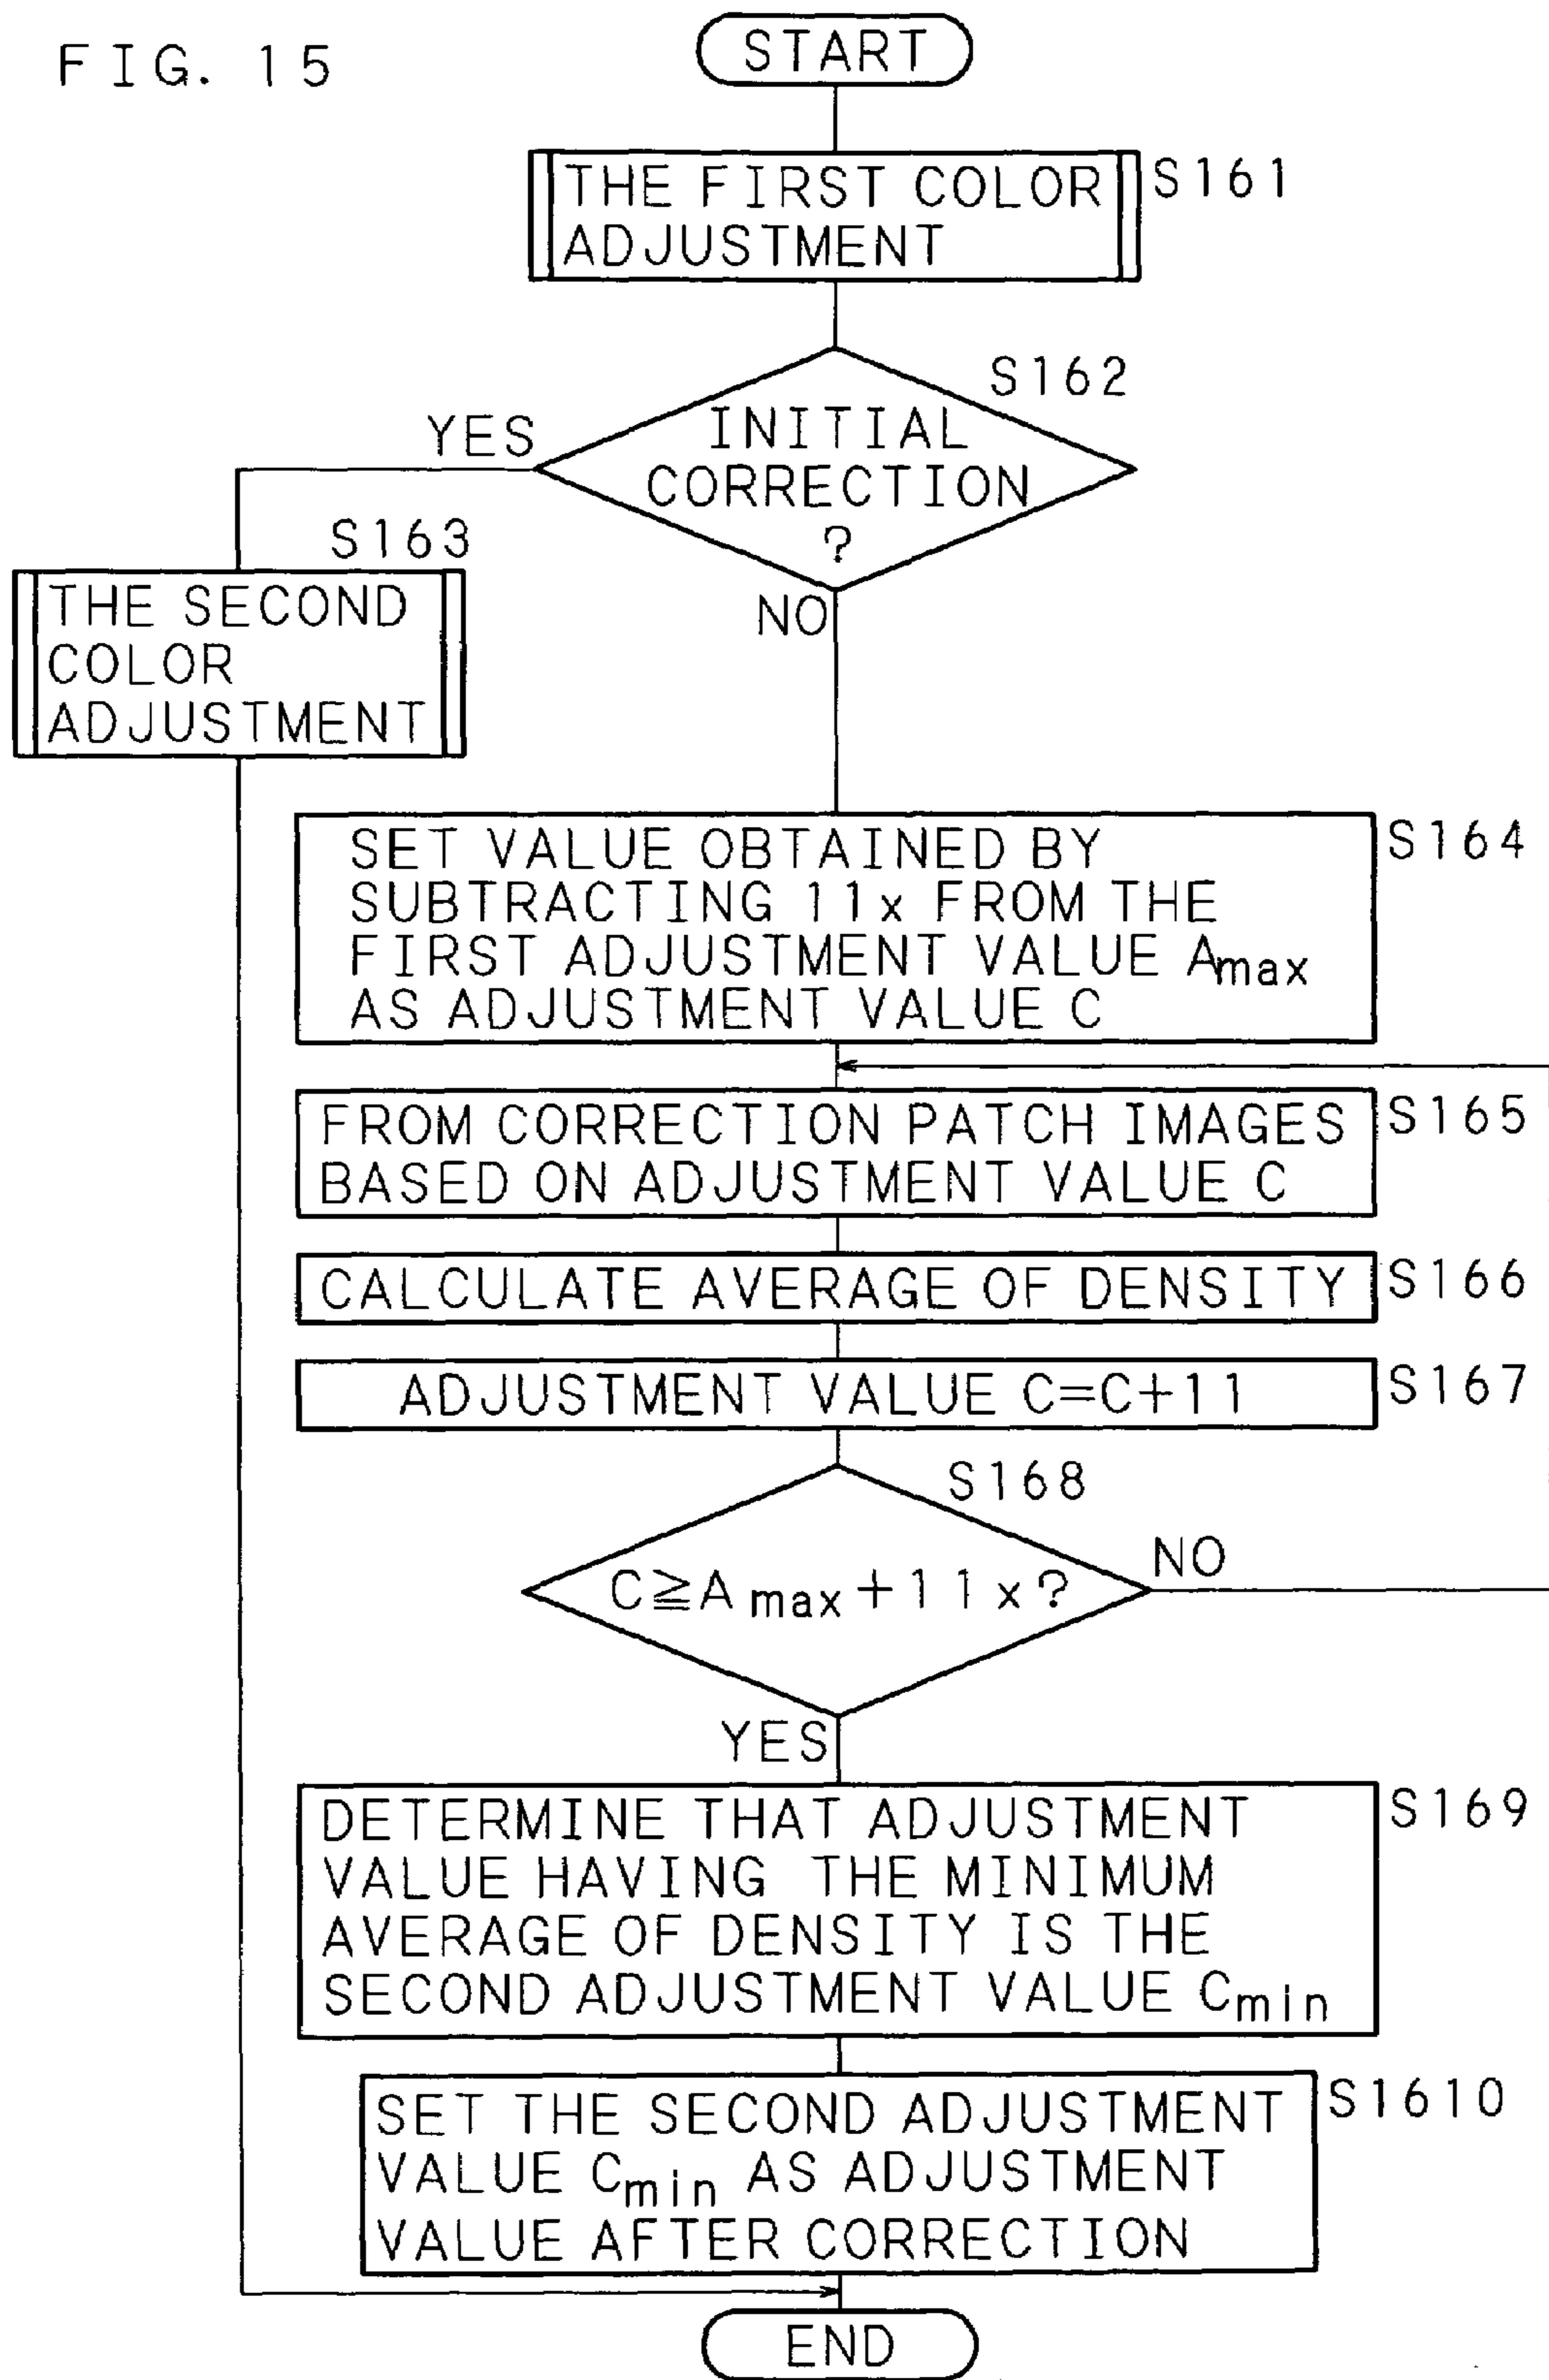 FIG. 15
START
THE FIRST COLOR
ADJUSTMENT
S161
S162
INITIAL
CORRECTION
?
YES
NO
S163
THE SECOND
COLOR
ADJUSTMENT
SET VALUE OBTAINED BY
SUBTRACTING 11x FROM THE
FIRST ADJUSTMENT VALUE Amax
AS ADJUSTMENT VALUE C
S164
FROM CORRECTION PATCH IMAGES
BASED ON ADJUSTMENT VALUE C
S165
CALCULATE AVERAGE OF DENSITY
S166
ADJUSTMENT VALUE C=C+11
S167
S168
C≧Amax+11x?
NO
YES
DETERMINE THAT ADJUSTMENT
VALUE HAVING THE MINIMUM
AVERAGE OF DENSITY IS THE
SECOND ADJUSTMENT VALUE Cmin
S169
SET THE SECOND ADJUSTMENT
VALUE Cmin AS ADJUSTMENT
VALUE AFTER CORRECTION
S1610
END